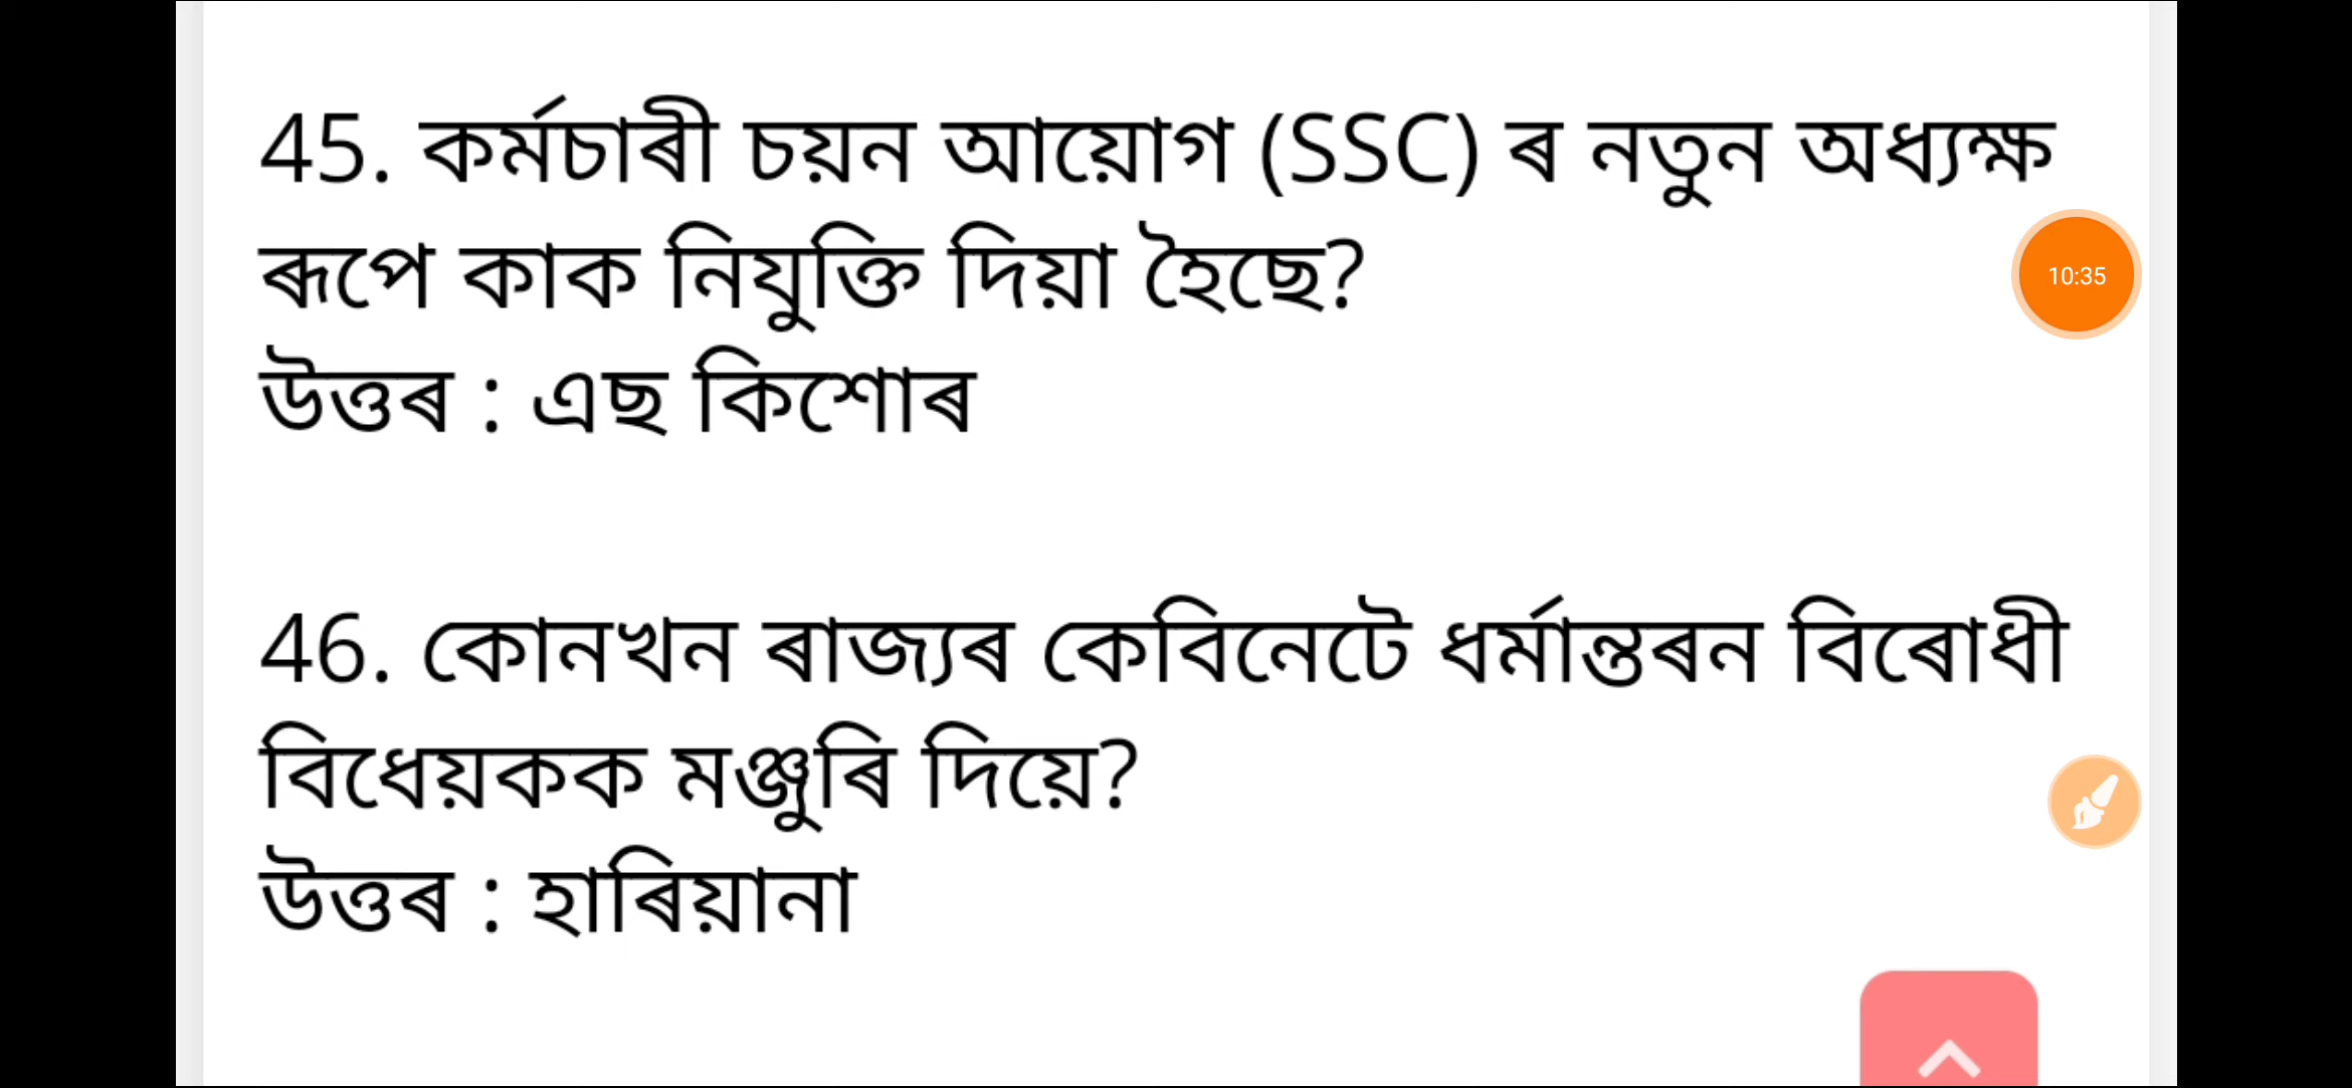 45. কৰ্মচাৰী চয়ন আয়োগ (SSC) ৰ নতুন অধ্যক্ষ
ৰূপে কাক নিযুক্তি দিয়া হৈছে?
10:35
উত্তৰ : এছ কিশোৰ
46. কোনখন ৰাজ্যৰ কেবিনেটে ধৰ্মান্তৰন বিৰোধী
বিধেয়কক মঞ্জুৰি দিয়ে?
উত্তৰ : হাৰিয়ানা